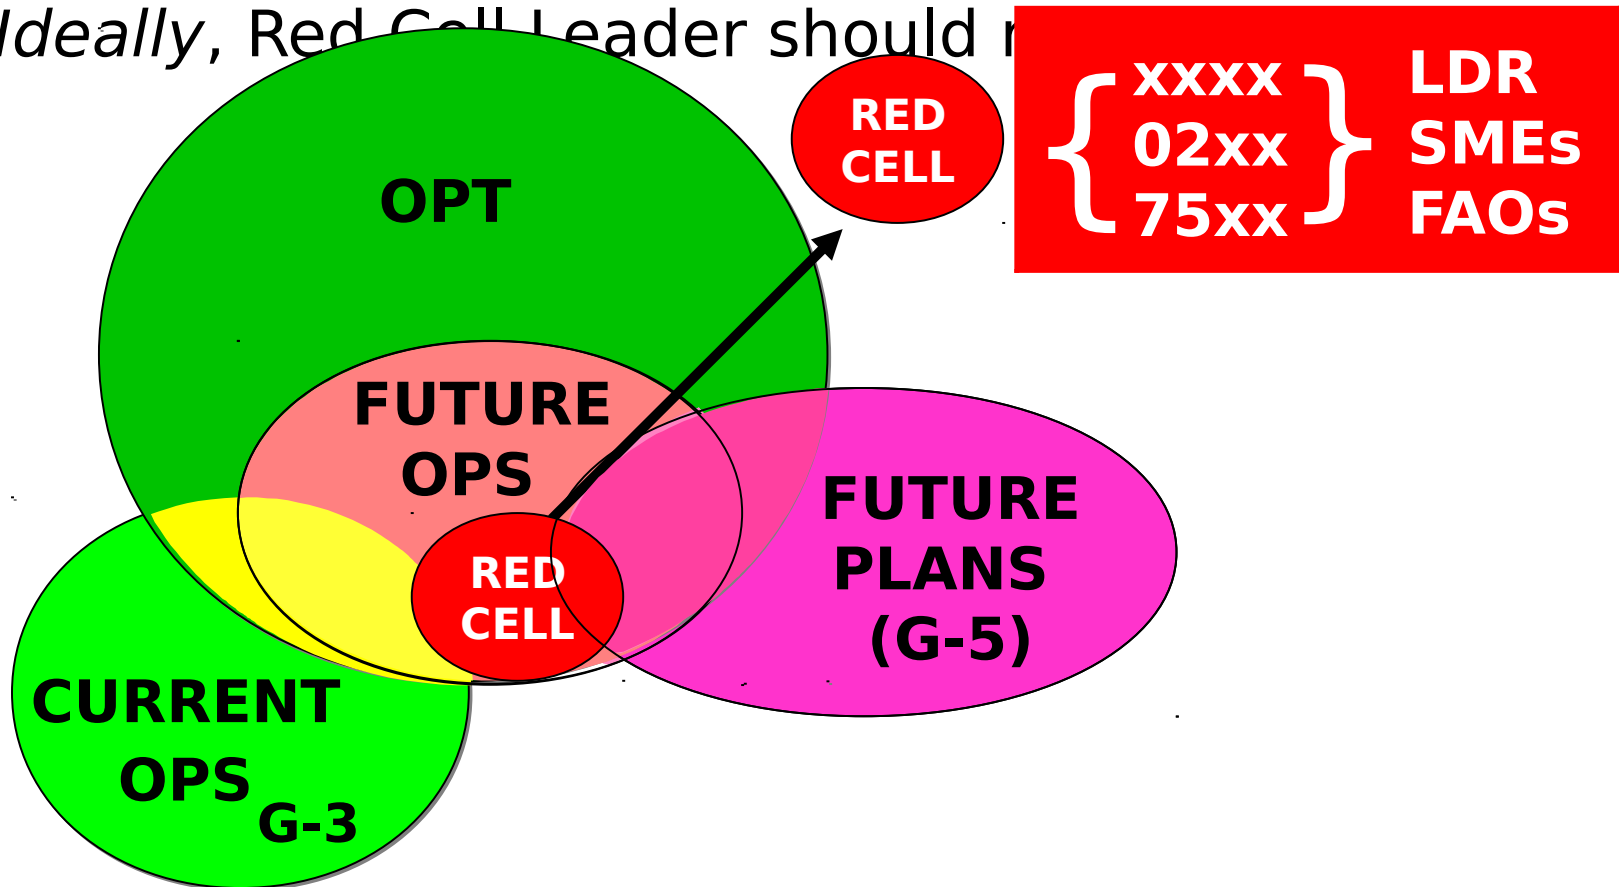 Ideally, Red Cell Leader should
OPT
RED
CELL
{ xxxx } LDR
02xx SMEs
75xx FAOs
FUTURE
OPS
RED
CELL
FUTURE
PLANS
(G-5)
CURRENT
OPS
G-3